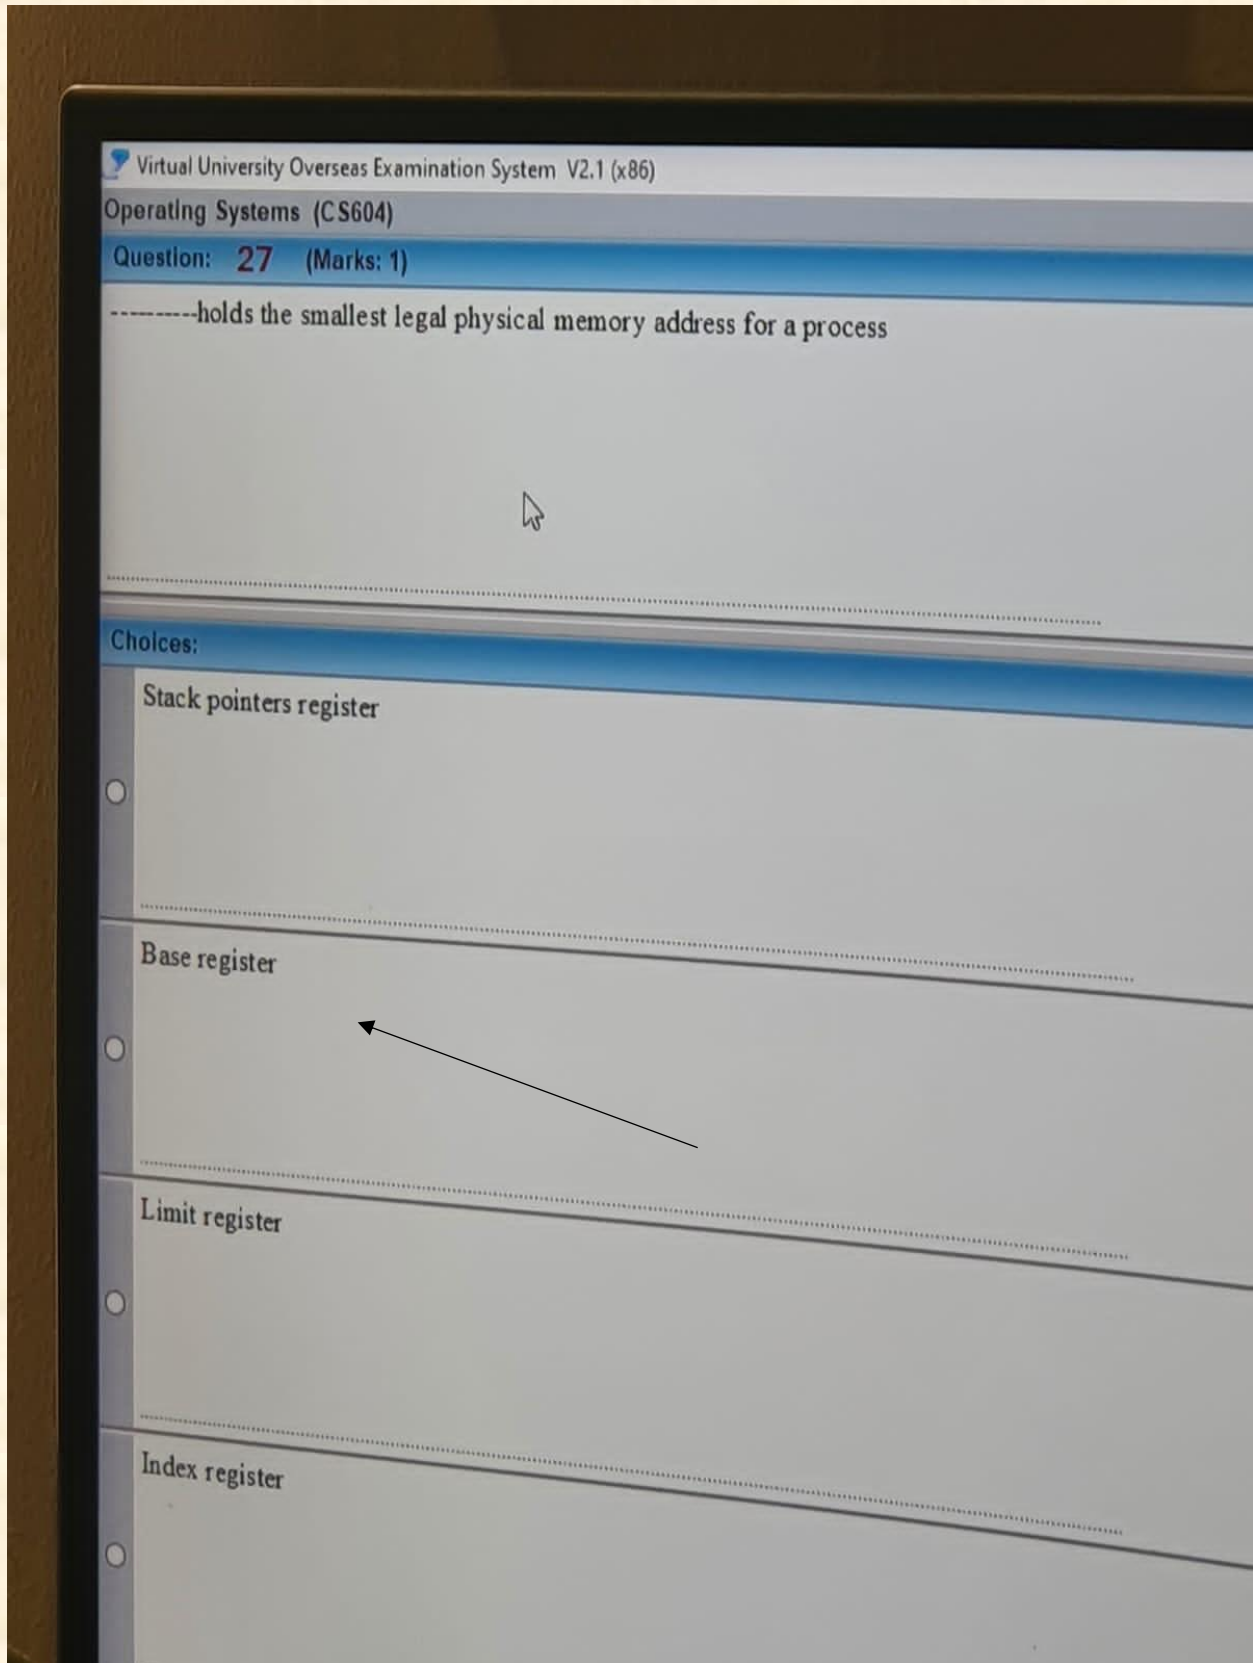 Virtual University Overseas Examination System V2.1 (x86)
Operating Systems (CS604)
Question: 27 (Marks: 1)
----------holds the smallest legal physical memory address for a process
Choices:
Stack pointers register
Base register
Limit register
Index register